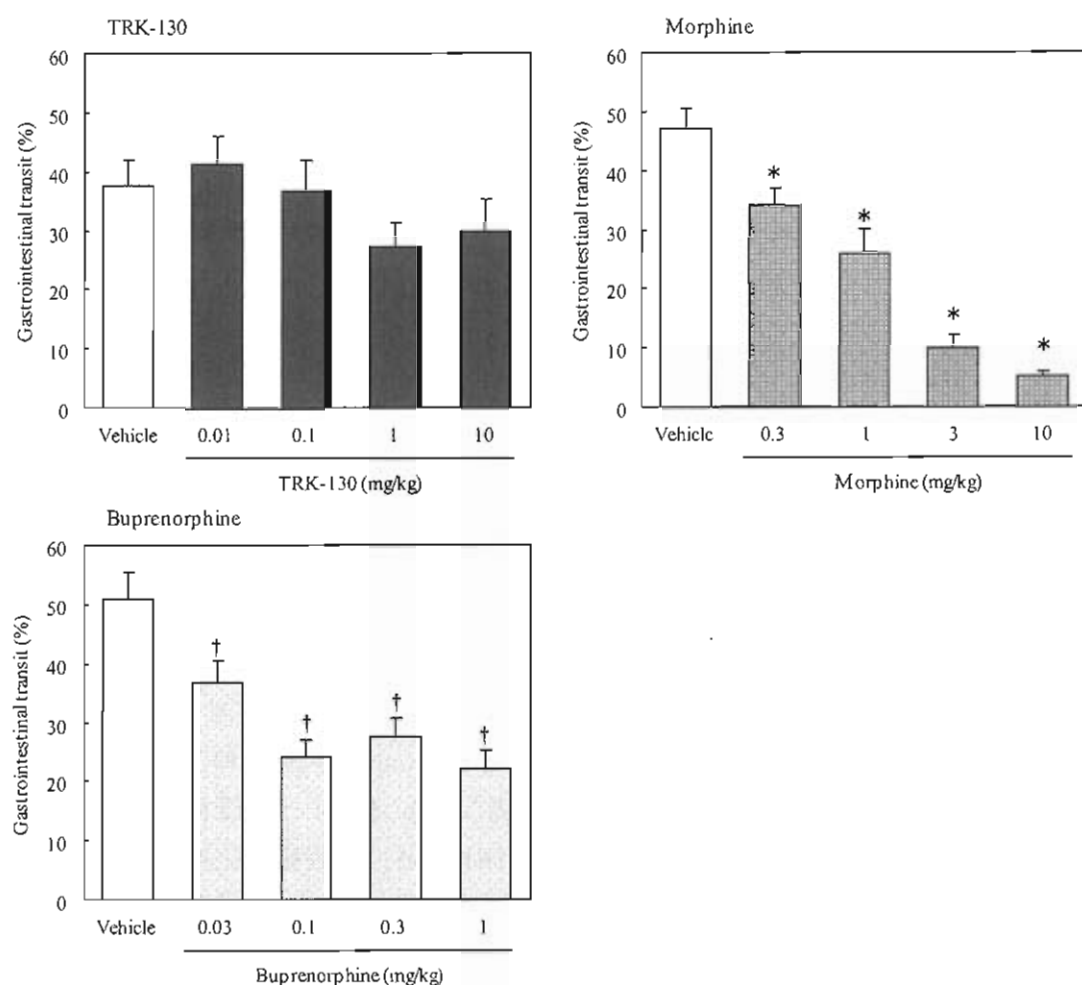 TRK-130
Gastrointestinal transit (%)
60
50
40
30
20
10
0
Vehicle 0.01 0.1 1 10
TRK-130 (mg/kg)
Morphine
Gastrointestinal transit (%)
60
50
40
30
20
10
0
* * * *
Vehicle 0.3 1 3 10
Morphine (mg/kg)
Buprenorphine
Gastrointestinal transit (%)
60
50
40
30
20
10
0
† † † †
Vehicle 0.03 0.1 0.3 1
Buprenorphine (mg/kg)